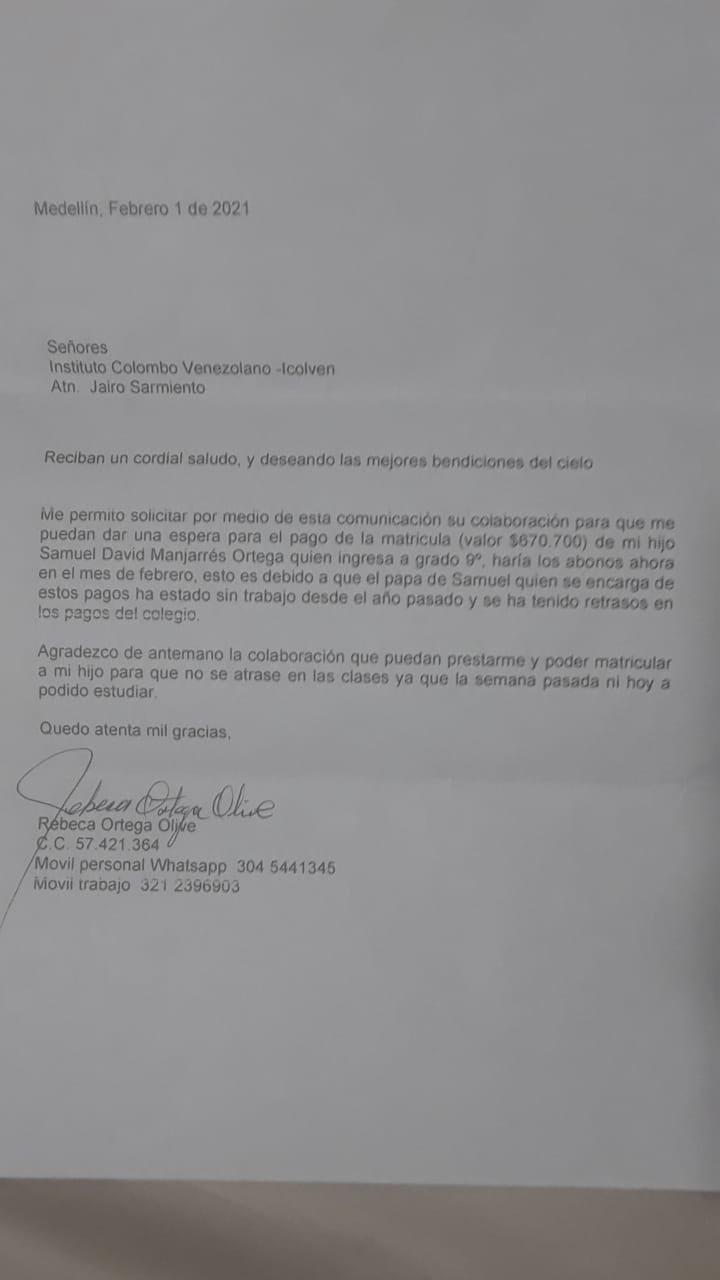 Medellín, Febrero 1 de 2021
Señores
Instituto Colombo Venezolano -Icolven
Atn. Jairo Sarmiento
Reciban un cordial saludo, y deseando las mejores bendiciones del cielo
Me permito solicitar por medio de esta comunicación su colaboración para que me
puedan dar una espera para el pago de la matricula (valor $670.700) de mi hijo
Samuel David Manjarrés Ortega quien ingresa a grado 9º, haría los abonos ahora
en el mes de febrero, esto es debido a que el papa de Samuel quien se encarga de
estos pagos ha estado sin trabajo desde el año pasado y se ha tenido retrasos en
los pagos del colegio.
Agradezco de antemano la colaboración que puedan prestarme y poder matricular
a mi hijo para que no se atrase en las clases ya que la semana pasada ni hoy a
podido estudiar.
Quedo atenta mil gracias,
Rebeca Ortega Olive
Rebeca Ortega Olive
C.C. 57.421.364
Movil personal Whatsapp 304 5441345
Movil trabajo 321 2396903